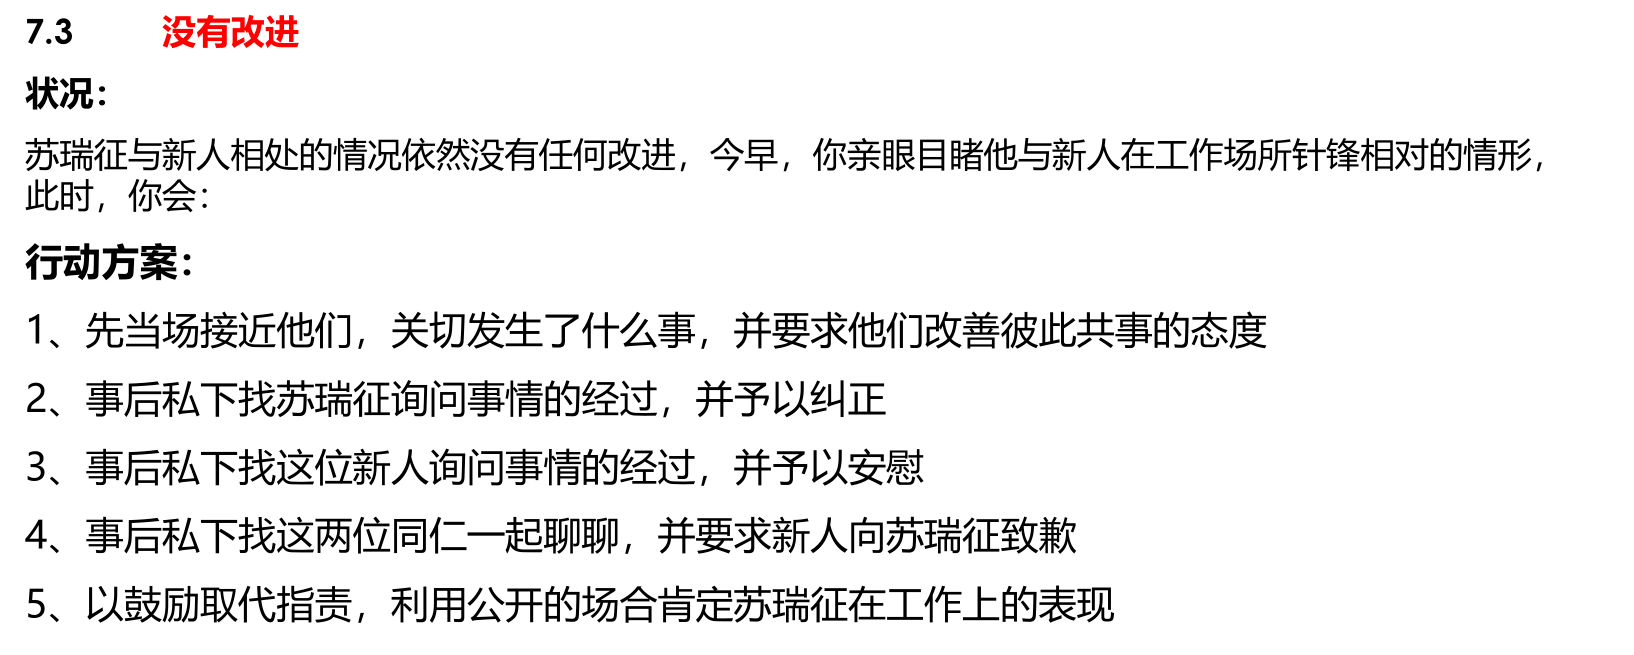 7.3 没有改进
状况：
苏瑞征与新人相处的情况依然没有任何改进，今早，你亲眼目睹他与新人在工作场所针锋相对的情形，
此时，你会：
行动方案：
1、先当场接近他们，关切发生了什么事，并要求他们改善彼此共事的态度
2、事后私下找苏瑞征询问事情的经过，并予以纠正
3、事后私下找这位新人询问事情的经过，并予以安慰
4、事后私下找这两位同仁一起聊聊，并要求新人向苏瑞征致歉
5、以鼓励取代指责，利用公开的场合肯定苏瑞征在工作上的表现